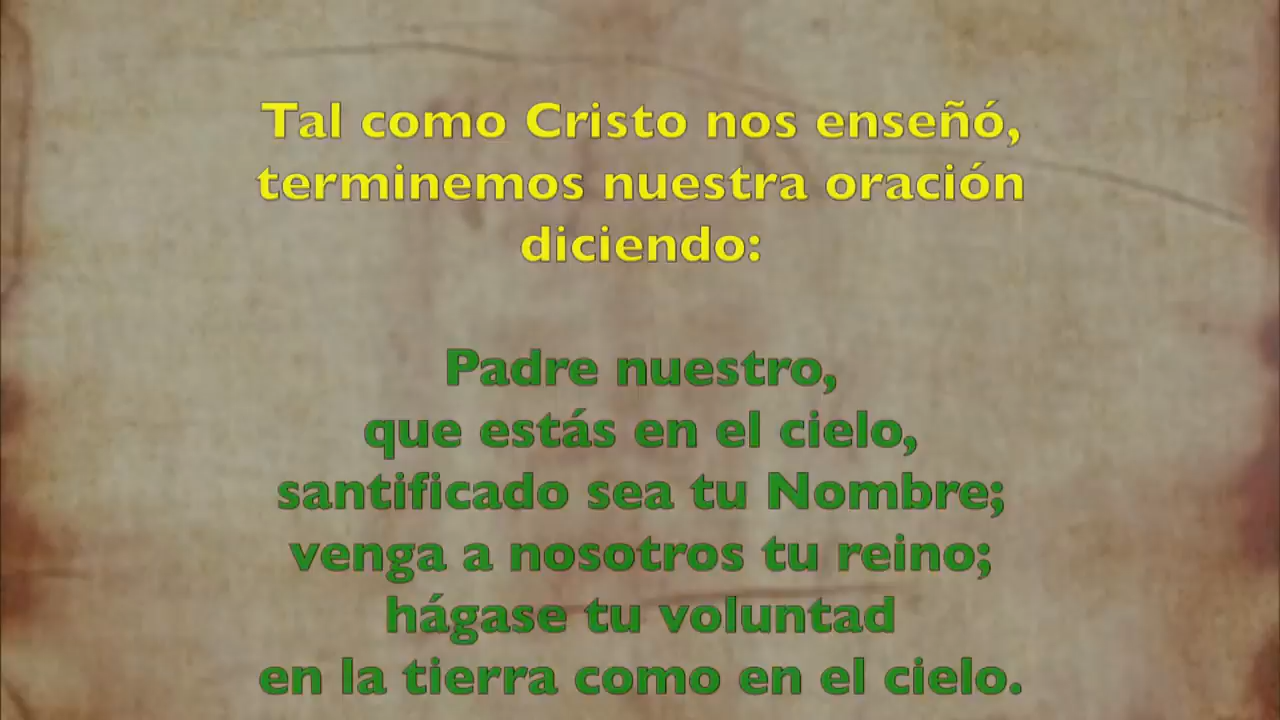 Tal como Cristo nos enseñó,
terminemos nuestra oración
diciendo:
Padre nuestro,
que estás en el cielo,
santificado sea tu Nombre;
venga a nosotros tu reino;
hágase tu voluntad
en la tierra como en el cielo.